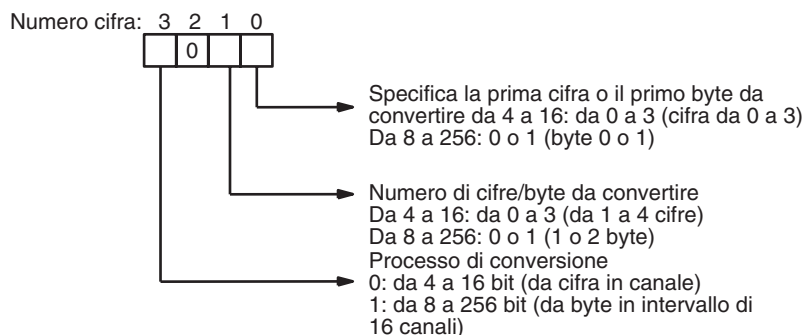 Numero cifra: 3 2 1 0
0
Specifica la prima cifra o il primo byte da
convertire da 4 a 16: da 0 a 3 (cifra da 0 a 3)
Da 8 a 256: 0 o 1 (byte 0 o 1)
Numero di cifre/byte da convertire
Da 4 a 16: da 0 a 3 (da 1 a 4 cifre)
Da 8 a 256: 0 o 1 (1 o 2 byte)
Processo di conversione
0: da 4 a 16 bit (da cifra in canale)
1: da 8 a 256 bit (da byte in intervallo di
16 canali)